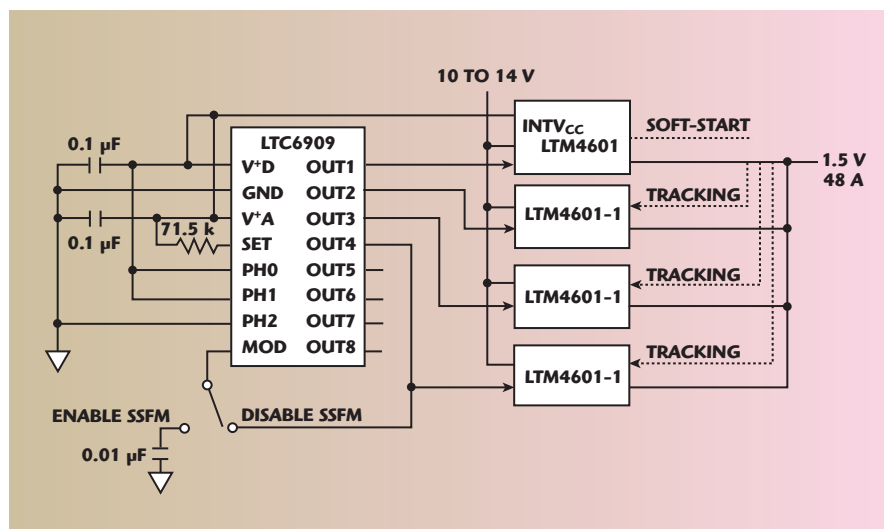 10 TO 14 V
INTVCC
LTM4601
SOFT-START
0.1 µF
LTC6909
V+D OUT1
1.5 V
48 A
GND OUT2
TRACKING
LTM4601-1
V+A OUT3
0.1 µF
71.5 k
SET OUT4
PH0 OUT5
TRACKING
PH1 OUT6
LTM4601-1
PH2 OUT7
MOD OUT8
TRACKING
LTM4601-1
ENABLE SSFM
DISABLE SSFM
0.01 µF